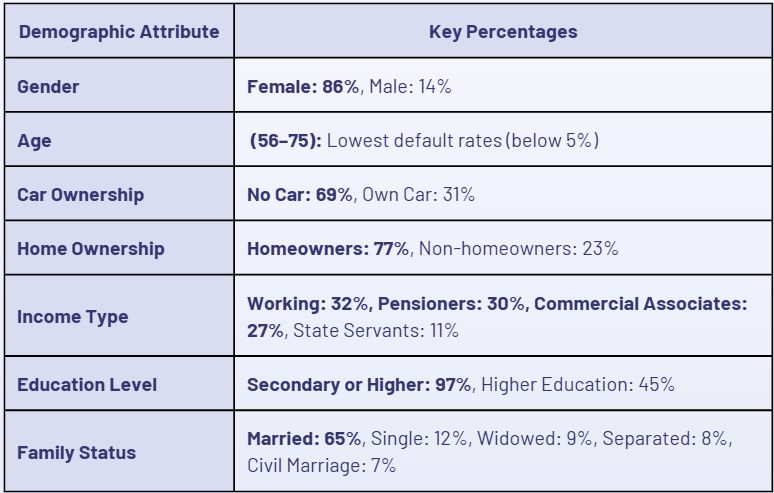 Demographic Attribute
Key Percentages
Gender
Female: 86%, Male: 14%
Age
(56–75): Lowest default rates (below 5%)
Car Ownership
No Car: 69%, Own Car: 31%
Home Ownership
Homeowners: 77%, Non-homeowners: 23%
Income Type
Working: 32%, Pensioners: 30%, Commercial Associates:
27%, State Servants: 11%
Education Level
Secondary or Higher: 97%, Higher Education: 45%
Family Status
Married: 65%, Single: 12%, Widowed: 9%, Separated: 8%,
Civil Marriage: 7%